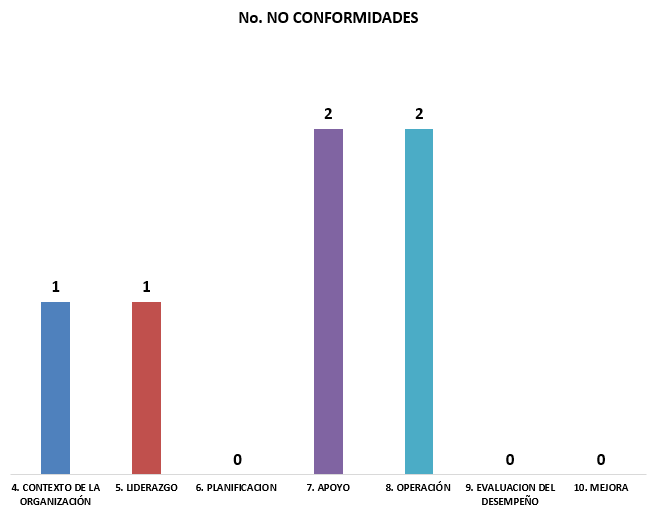 No. NO CONFORMIDADES
2
2
1
1
0
0
0
4. CONTEXTO DE LA
ORGANIZACIÓN
5. LIDERAZGO
6. PLANIFICACION
7. APOYO
8. OPERACIÓN
9. EVALUACION DEL
DESEMPEÑO
10. MEJORA